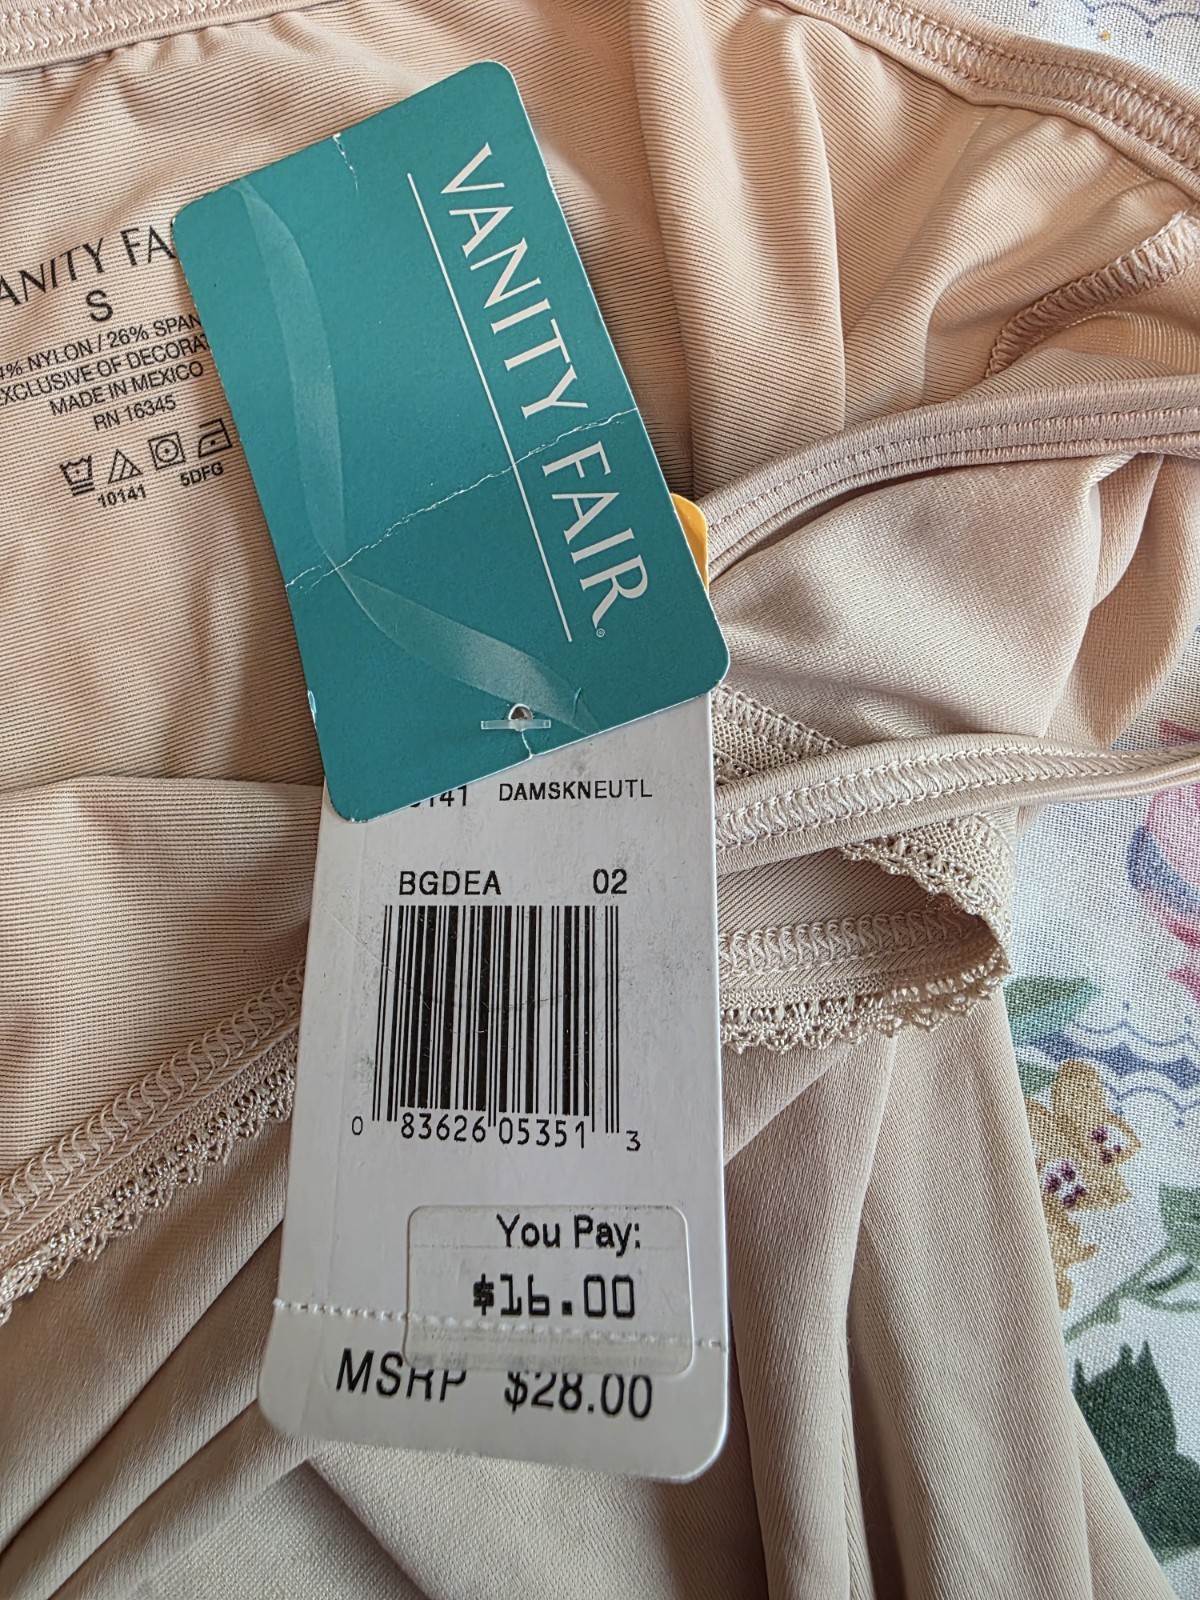 VANITY FAIR®
ANITY FA
S
4% NYLON / 26% SPAN
EXCLUSIVE OF DECORAT
MADE IN MEXICO
RN 16345
10141 5DFG
0141 DAMSKNEUTL
BGDEA 02
0 83626 05351 3
You Pay:
$16.00
MSRP $28.00